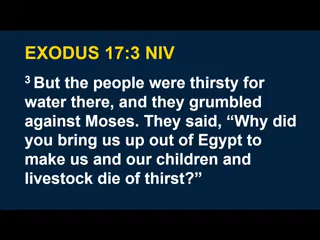 EXODUS 17:3 NIV
3 But the people were thirsty for
water there, and they grumbled
against Moses. They said, “Why did
you bring us up out of Egypt to
make us and our children and
livestock die of thirst?”